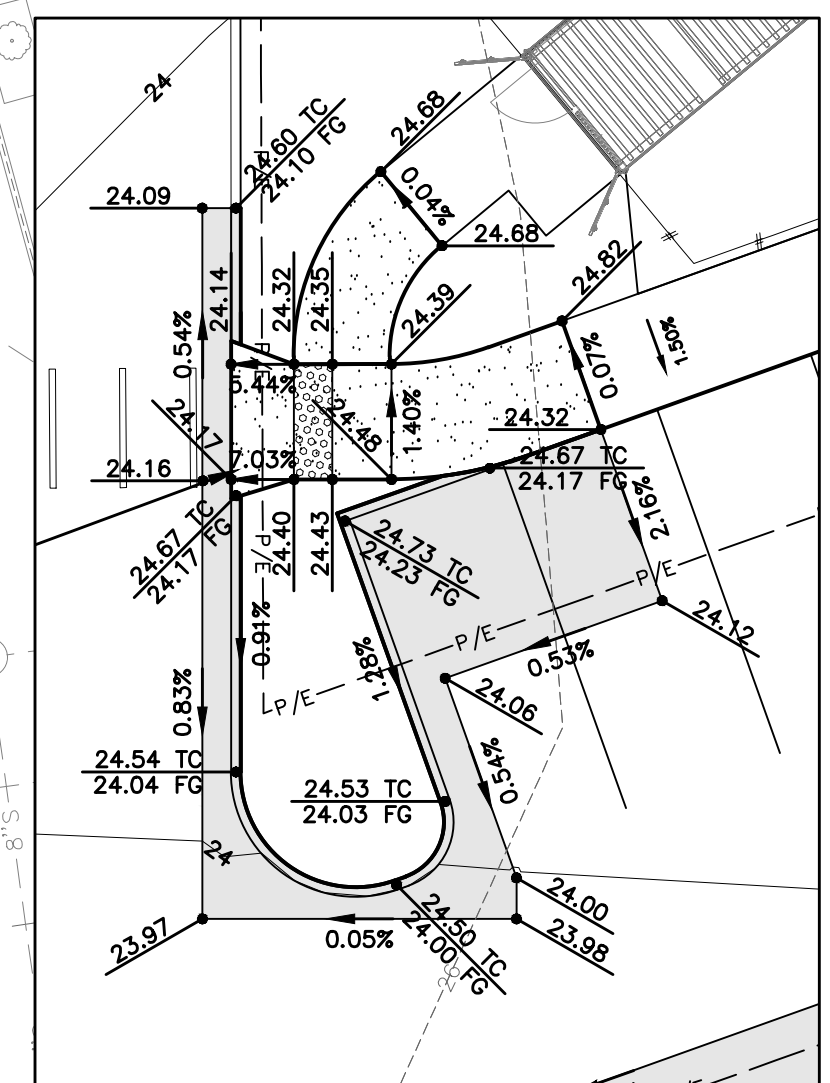 24
24.60 TC
24.10 FG
24.68
P/E
24.09
0.04%
24.68
24.82
24.14
24.32
24.35
24.39
0.54%
P/E
5.44%
0.07%
1.50%
24.17
24.48
1.40%
24.32
24.16
7.03%
24.67 TC
24.17 FG
2.16%
24.67 TC
24.17 FG
24.40
24.43
P/E
24.73 TC
24.23 FG
P/E
24.12
0.91%
P/E
0.53%
1.28%
0.83%
P/E
24.06
24.54 TC
24.04 FG
0.54%
24.53 TC
24.03 FG
S"8
24
24.00
23.97
24.50 TC
24.00 FG
23.98
0.05%